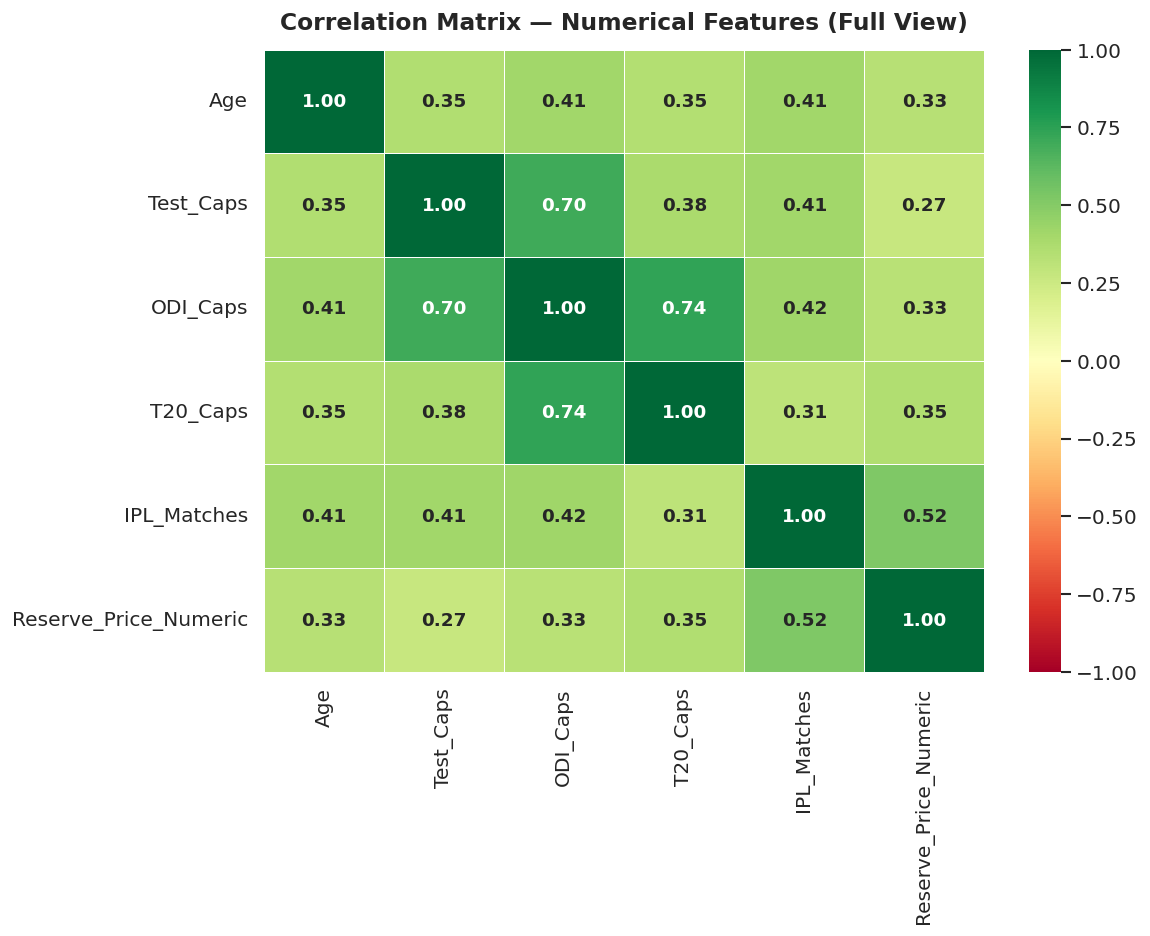 Correlation Matrix — Numerical Features (Full View)
Age 1.00 0.35 0.41 0.35 0.41 0.33
Test_Caps 0.35 1.00 0.70 0.38 0.41 0.27
ODI_Caps 0.41 0.70 1.00 0.74 0.42 0.33
T20_Caps 0.35 0.38 0.74 1.00 0.31 0.35
IPL_Matches 0.41 0.41 0.42 0.31 1.00 0.52
Reserve_Price_Numeric 0.33 0.27 0.33 0.35 0.52 1.00
Age
Test_Caps
ODI_Caps
T20_Caps
IPL_Matches
Reserve_Price_Numeric
1.00
0.75
0.50
0.25
0.00
−0.25
−0.50
−0.75
−1.00